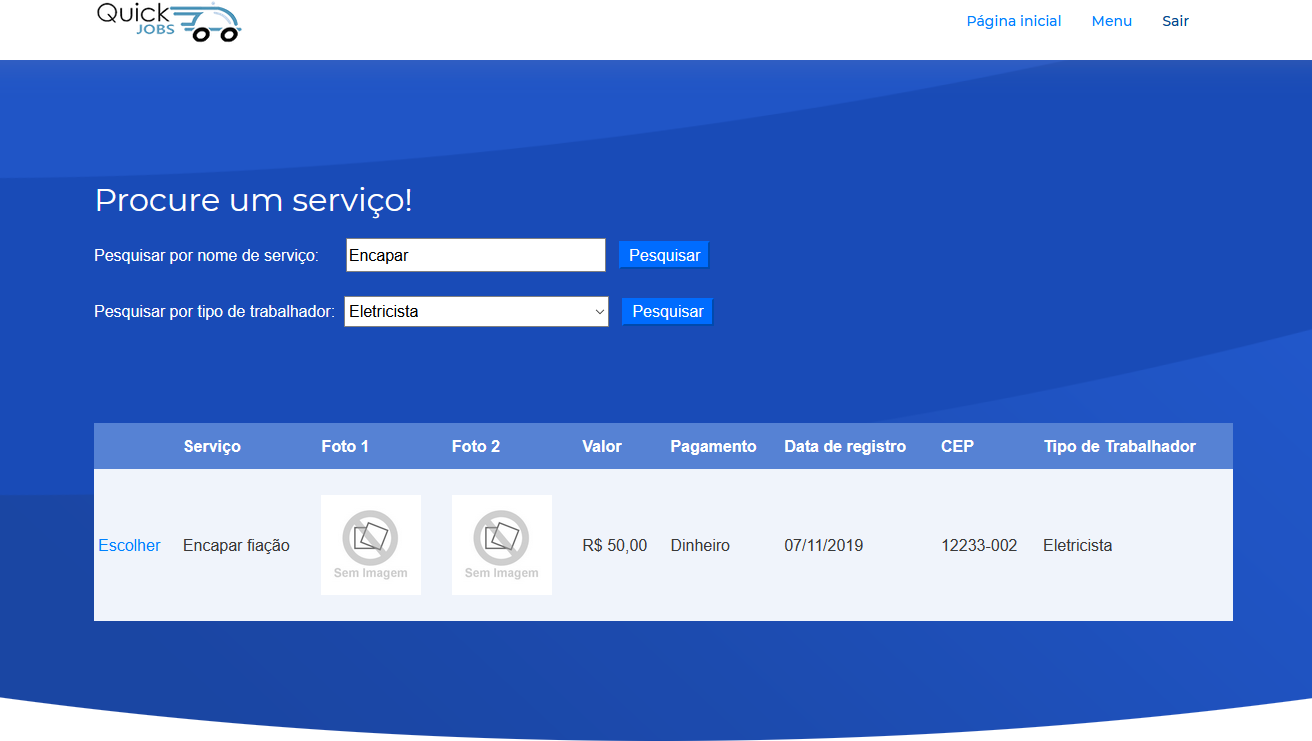 Quick
JOBS
Página inicial Menu Sair
Procure um serviço!
Pesquisar por nome de serviço: Encapar Pesquisar
Pesquisar por tipo de trabalhador: Eletricista Pesquisar
Serviço Foto 1 Foto 2 Valor Pagamento Data de registro CEP Tipo de Trabalhador
Escolher Encapar fiação R$ 50,00 Dinheiro 07/11/2019 12233-002 Eletricista
Sem Imagem Sem Imagem